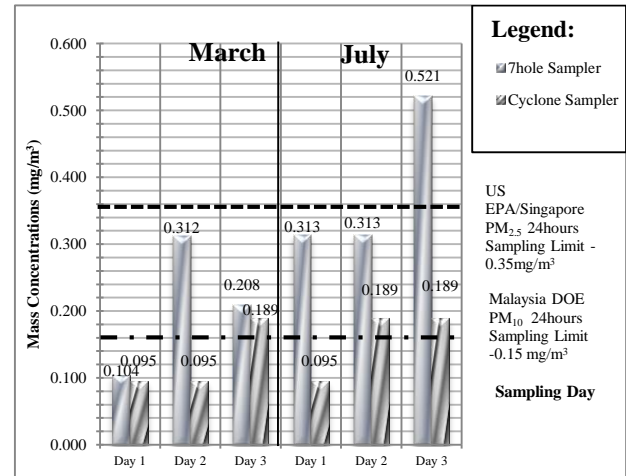 Legend:
7hole Sampler
Cyclone Sampler
March
July
Mass Concentrations (mg/m³)
0.600
0.500
0.400
0.300
0.200
0.100
0.000
0.104
0.095
0.312
0.095
0.208
0.189
0.313
0.095
0.313
0.189
0.521
0.189
Day 1
Day 2
Day 3
Day 1
Day 2
Day 3
US
EPA/Singapore
PM₂.₅ 24hours
Sampling Limit -
0.35mg/m³
Malaysia DOE
PM₁₀ 24hours
Sampling Limit
-0.15 mg/m³
Sampling Day